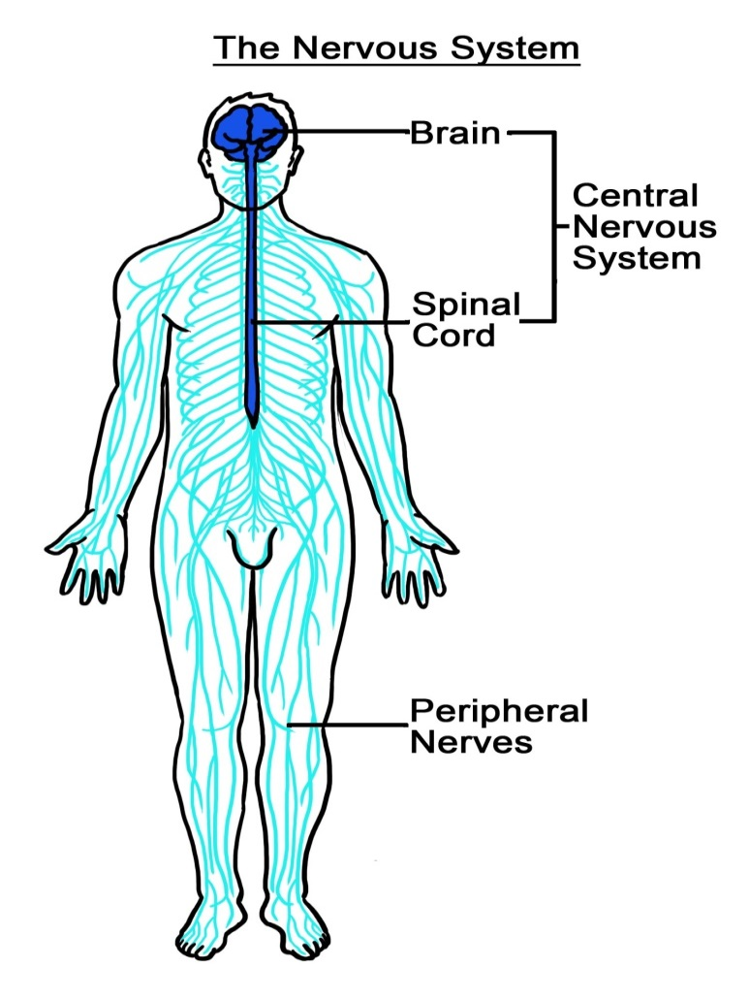 The Nervous System
Brain
Central
Nervous
System
Spinal
Cord
Peripheral
Nerves